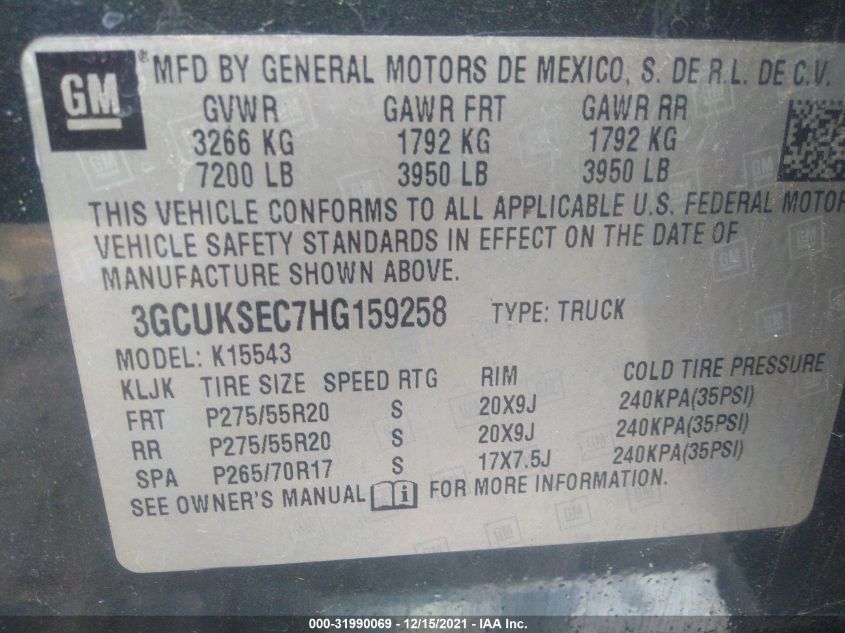 GM ® MFD BY GENERAL MOTORS DE MEXICO, S. DE R.L. DE C.V.
GVWR GAWR FRT GAWR RR
3266 KG 1792 KG 1792 KG
7200 LB 3950 LB 3950 LB
THIS VEHICLE CONFORMS TO ALL APPLICABLE U.S. FEDERAL MOTOR
VEHICLE SAFETY STANDARDS IN EFFECT ON THE DATE OF
MANUFACTURE SHOWN ABOVE.
3GCUKSEC7HG159258 TYPE: TRUCK
MODEL: K15543
KLJK TIRE SIZE SPEED RTG RIM COLD TIRE PRESSURE
FRT P275/55R20 S 20X9J 240KPA(35PSI)
RR P275/55R20 S 20X9J 240KPA(35PSI)
SPA P265/70R17 S 17X7.5J 240KPA(35PSI)
SEE OWNER'S MANUAL i FOR MORE INFORMATION.
000-31990069 - 12/15/2021 - IAA Inc.